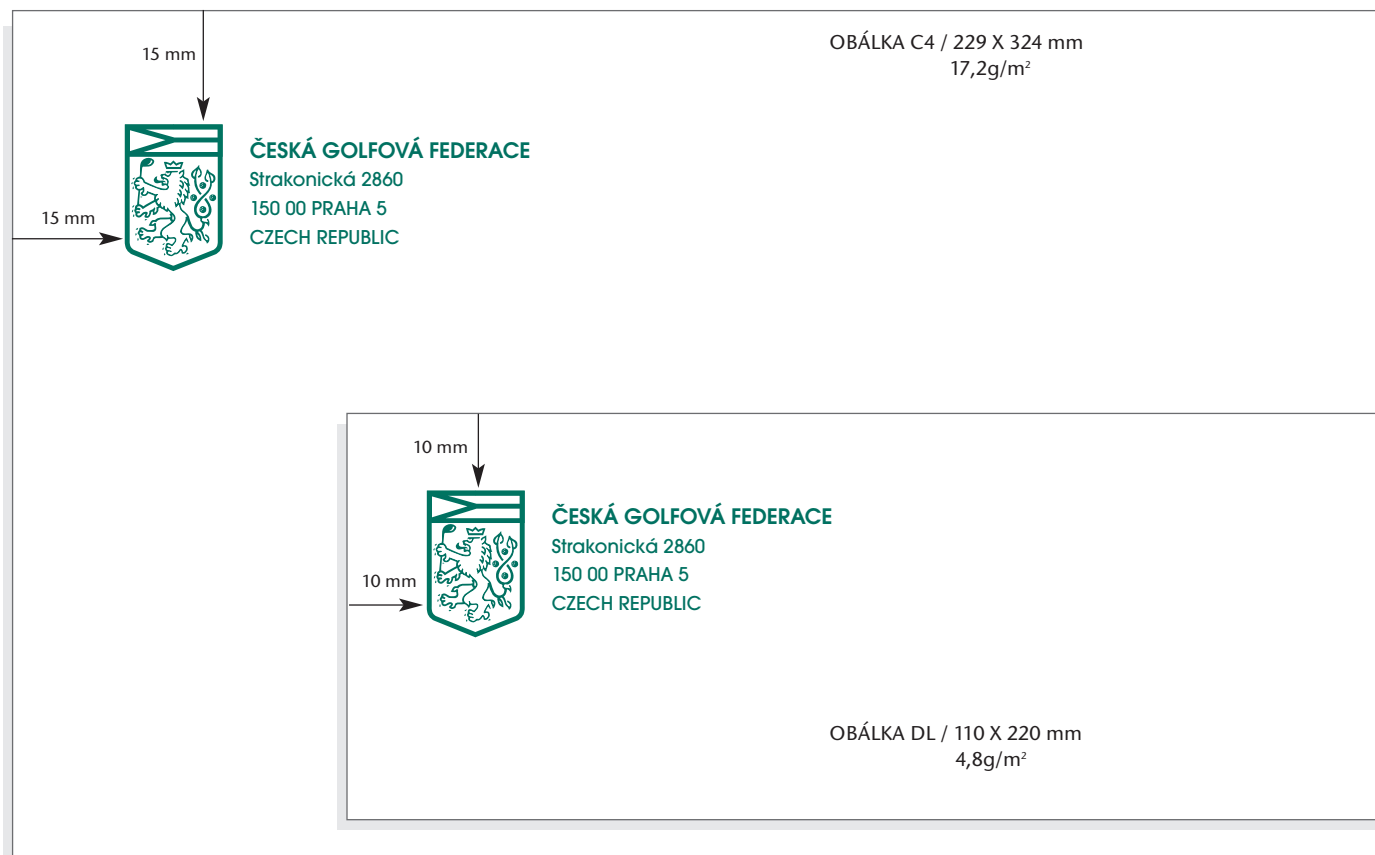 OBÁLKA C4 / 229 X 324 mm
17,2g/m²
15 mm
15 mm
ČESKÁ GOLFOVÁ FEDERACE
Strakonická 2860
150 00 PRAHA 5
CZECH REPUBLIC
10 mm
10 mm
ČESKÁ GOLFOVÁ FEDERACE
Strakonická 2860
150 00 PRAHA 5
CZECH REPUBLIC
OBÁLKA DL / 110 X 220 mm
4,8g/m²